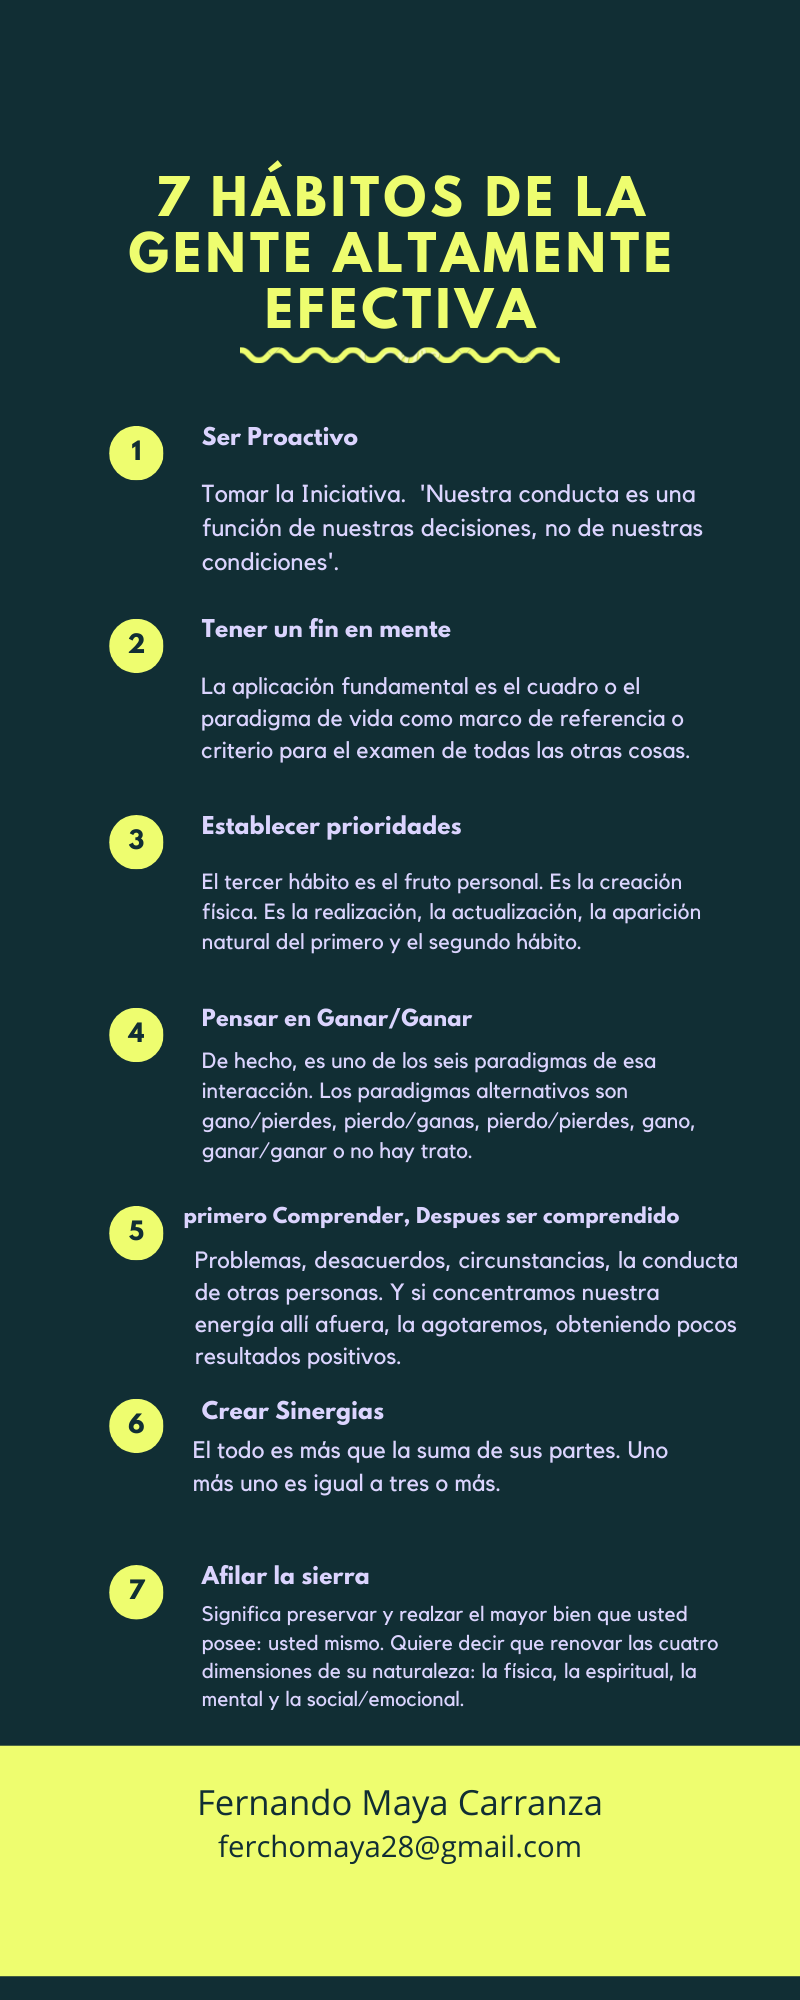 7 HÁBITOS DE LA
GENTE ALTAMENTE
EFECTIVA
1
Ser Proactivo
Tomar la Iniciativa.  'Nuestra conducta es una
función de nuestras decisiones, no de nuestras
condiciones'.
2
Tener un fin en mente
La aplicación fundamental es el cuadro o el
paradigma de vida como marco de referencia o
criterio para el examen de todas las otras cosas.
3
Establecer prioridades
El tercer hábito es el fruto personal. Es la creación
física. Es la realización, la actualización, la aparición
natural del primero y el segundo hábito.
4
Pensar en Ganar/Ganar
De hecho, es uno de los seis paradigmas de esa
interacción. Los paradigmas alternativos son
gano/pierdes, pierdo/ganas, pierdo/pierdes, gano,
ganar/ganar o no hay trato.
5
primero Comprender, Despues ser comprendido
Problemas, desacuerdos, circunstancias, la conducta
de otras personas. Y si concentramos nuestra
energía allí afuera, la agotaremos, obteniendo pocos
resultados positivos.
6
Crear Sinergias
El todo es más que la suma de sus partes. Uno
más uno es igual a tres o más.
7
Afilar la sierra
Significa preservar y realzar el mayor bien que usted
posee: usted mismo. Quiere decir que renovar las cuatro
dimensiones de su naturaleza: la física, la espiritual, la
mental y la social/emocional.
Fernando Maya Carranza
ferchomaya28@gmail.com